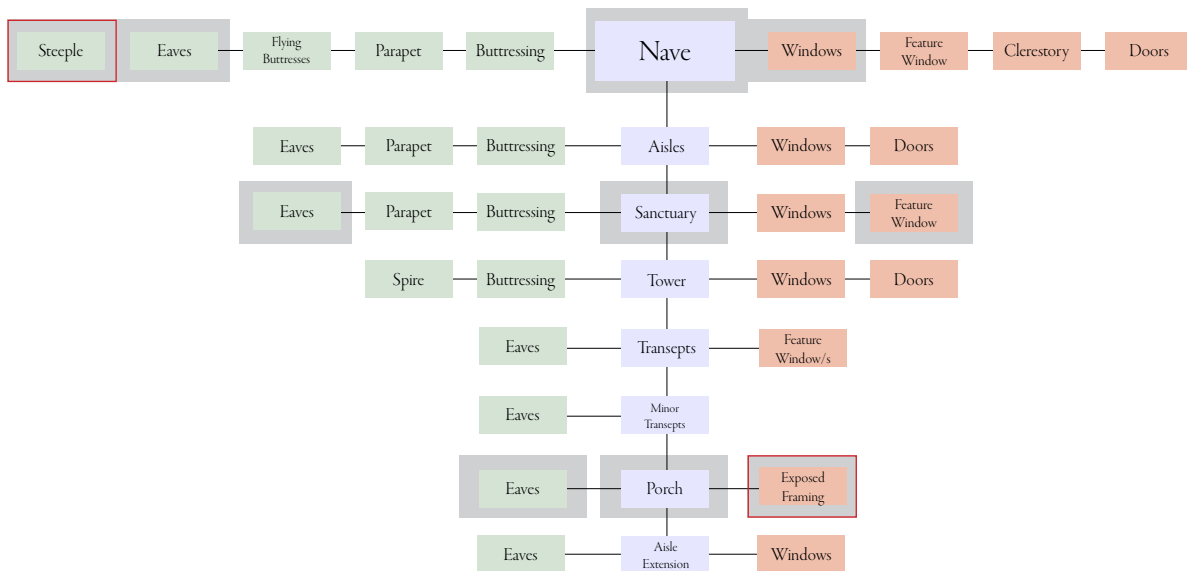 Steeple
Eaves
Flying
Buttresses
Parapet
Buttressing
Nave
Windows
Feature
Window
Clerestory
Doors
Eaves
Parapet
Buttressing
Aisles
Windows
Doors
Eaves
Parapet
Buttressing
Sanctuary
Windows
Feature
Window
Spire
Buttressing
Tower
Windows
Doors
Eaves
Transepts
Feature
Window/s
Eaves
Minor
Transepts
Eaves
Porch
Exposed
Framing
Eaves
Aisle
Extension
Windows